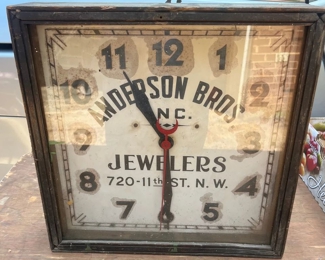 11 12 1
10 2
ANDERSON BROS
INC.
9 3
JEWELERS
720-11th ST. N. W.
8 4
7 6 5